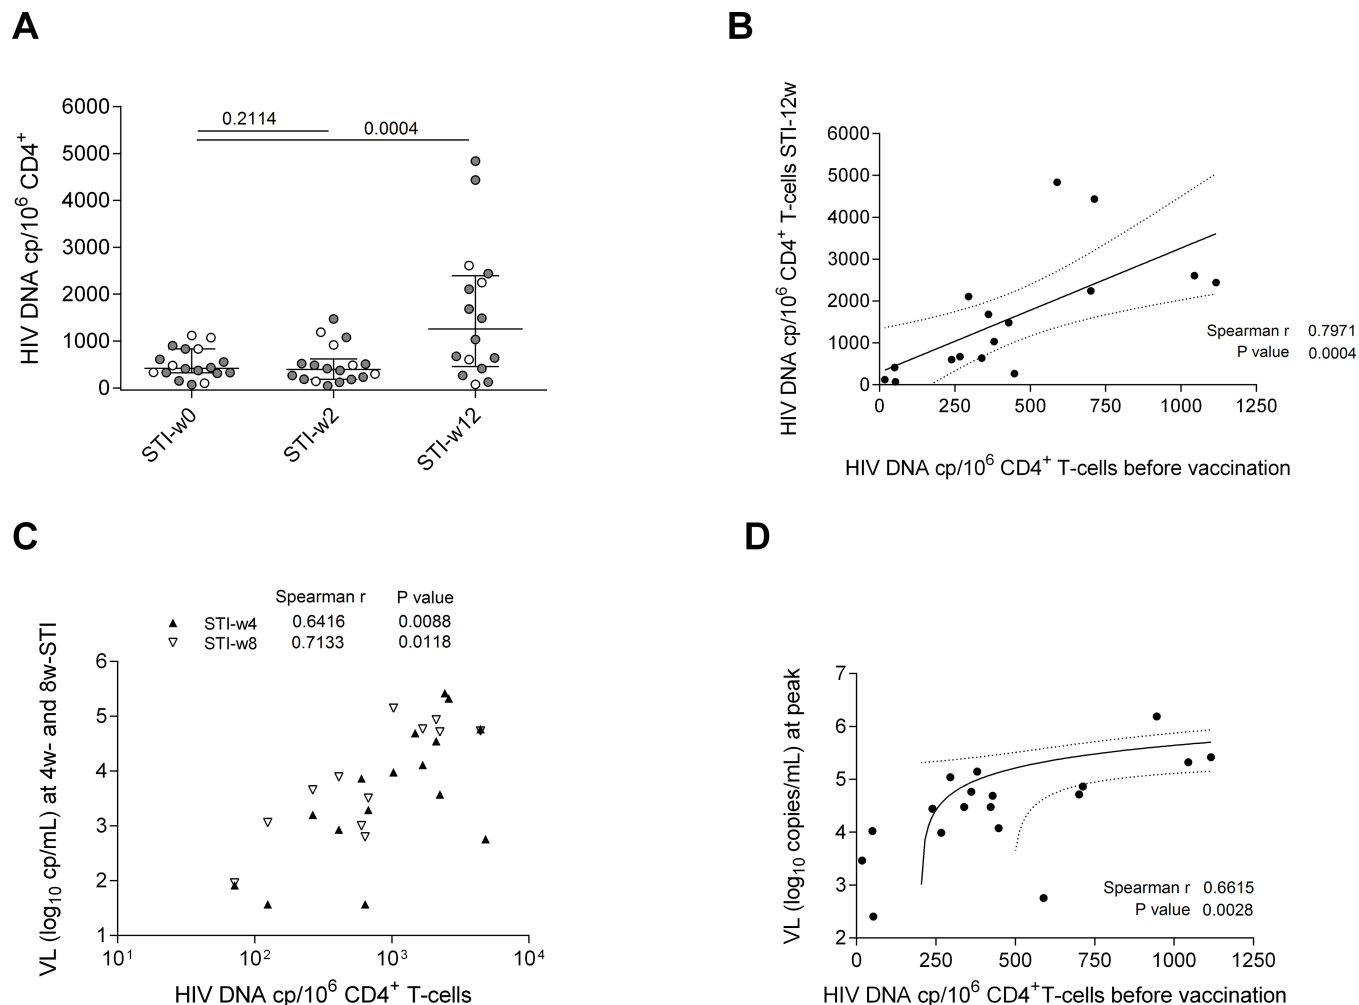 A
HIV DNA cp/10⁶ CD4⁺
6000
5000
4000
3000
2000
1000
0
0.2114
0.0004
STI-w0
STI-w2
STI-w12
B
HIV DNA cp/10⁶ CD4⁺ T-cells STI-12w
6000
5000
4000
3000
2000
1000
0
Spearman r 0.7971
P value 0.0004
0 250 500 750 1000 1250
HIV DNA cp/10⁶ CD4⁺ T-cells before vaccination
C
Spearman r P value
STI-w4 0.6416 0.0088
STI-w8 0.7133 0.0118
VL (log₁₀ cp/mL) at 4w- and 8w-STI
6
5
4
3
2
1
10¹ 10² 10³ 10⁴
HIV DNA cp/10⁶ CD4⁺ T-cells
D
VL (log₁₀ copies/mL) at peak
7
6
5
4
3
2
Spearman r 0.6615
P value 0.0028
0 250 500 750 1000 1250
HIV DNA cp/10⁶ CD4⁺T-cells before vaccination